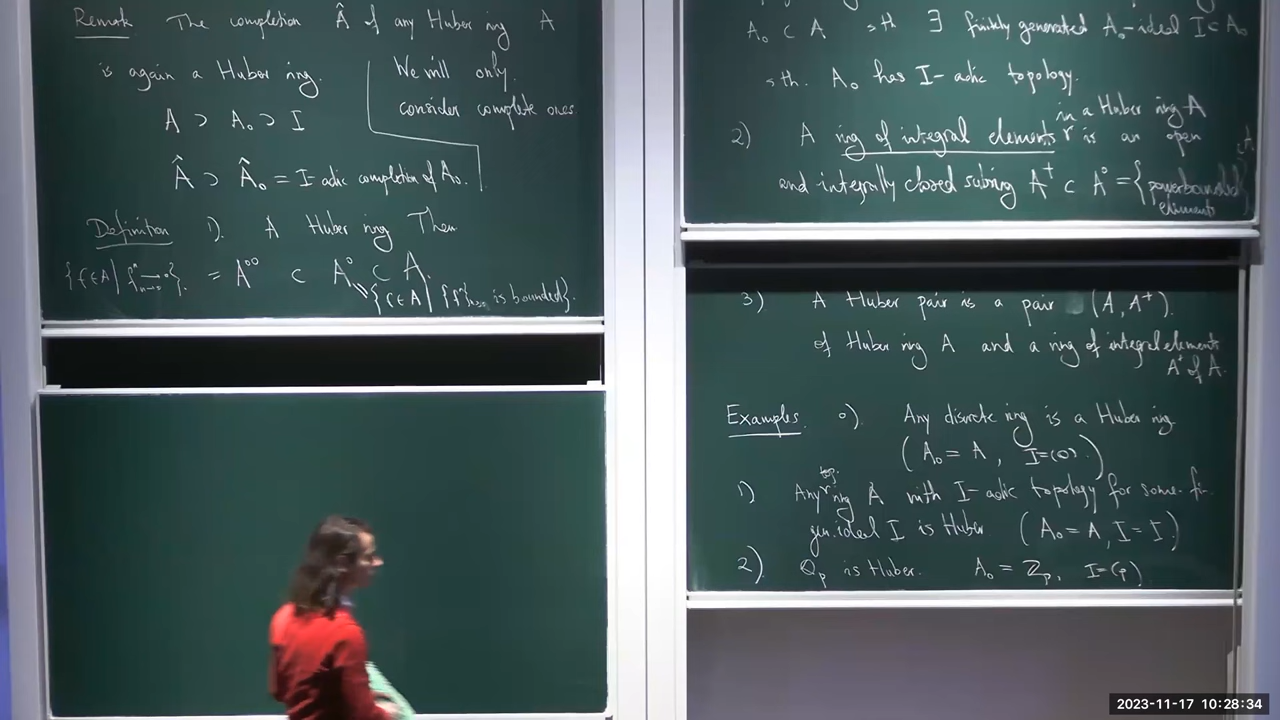 Remark The completion Â of any Huber ring A
is again a Huber ring.
We will only
consider complete ones.
A ⊃ A₀ ⊃ I
Â ⊃ Â₀ = I-adic completion of A₀.
Definition 1). A Huber ring Then
{f∈A | fⁿ →_{n→∞} 0}. = A°° ⊂ A° ⊂ A.
{f∈A | {fⁿ}_{n≥0} is bounded}.
A₀ ⊂ A sth ∃ finitely generated A₀-ideal I ⊂ A₀
sth. A₀ has I-adic topology.
in a Huber ring A
2) A ring of integral elements is an open
and integrally closed subring A⁺ ⊂ A° = {powerbounded
elements
3) A Huber pair is a pair (A, A⁺).
of Huber ring A and a ring of integral elements
A⁺ of A.
Examples. 0). Any discrete ring is a Huber ring.
(A₀ = A, I=(0).)
top.
1) Any ring A with I-adic topology for some fin.
gen. ideal I is Huber (A₀ = A, I = I.)
2). Qₚ is Huber. A₀ = Zₚ, I=(p)
2023-11-17 10:28:34